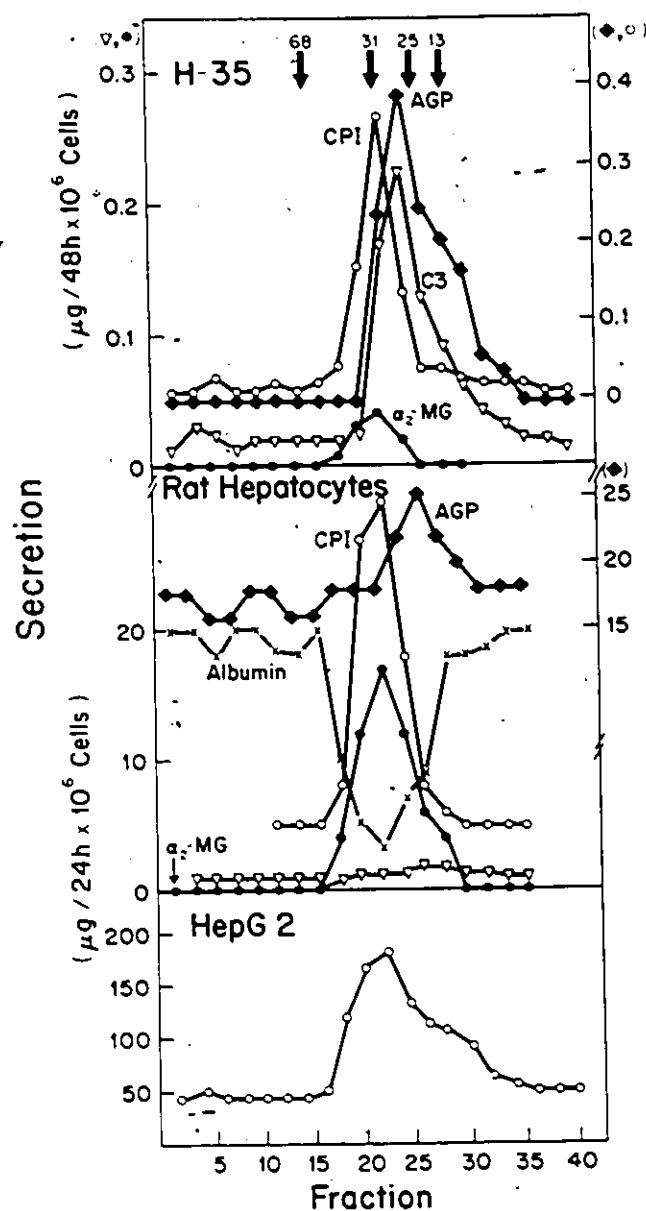 ▽,● 68 31 25 13 (◆,○)
0.3 H-35 AGP 0.4
CPI
0.3
0.2 0.2
C3
0.1 0.1
α₂-MG 0
0
Rat Hepatocytes (◆)
CPI AGP 25
20
20 15
Albumin
10
α₂-MG
0
HepG 2
200
150
100
50
5 10 15 20 25 30 35 40
Fraction
Secretion
(μg/48h x 10⁶ Cells)
(μg/24h x 10⁶ Cells)